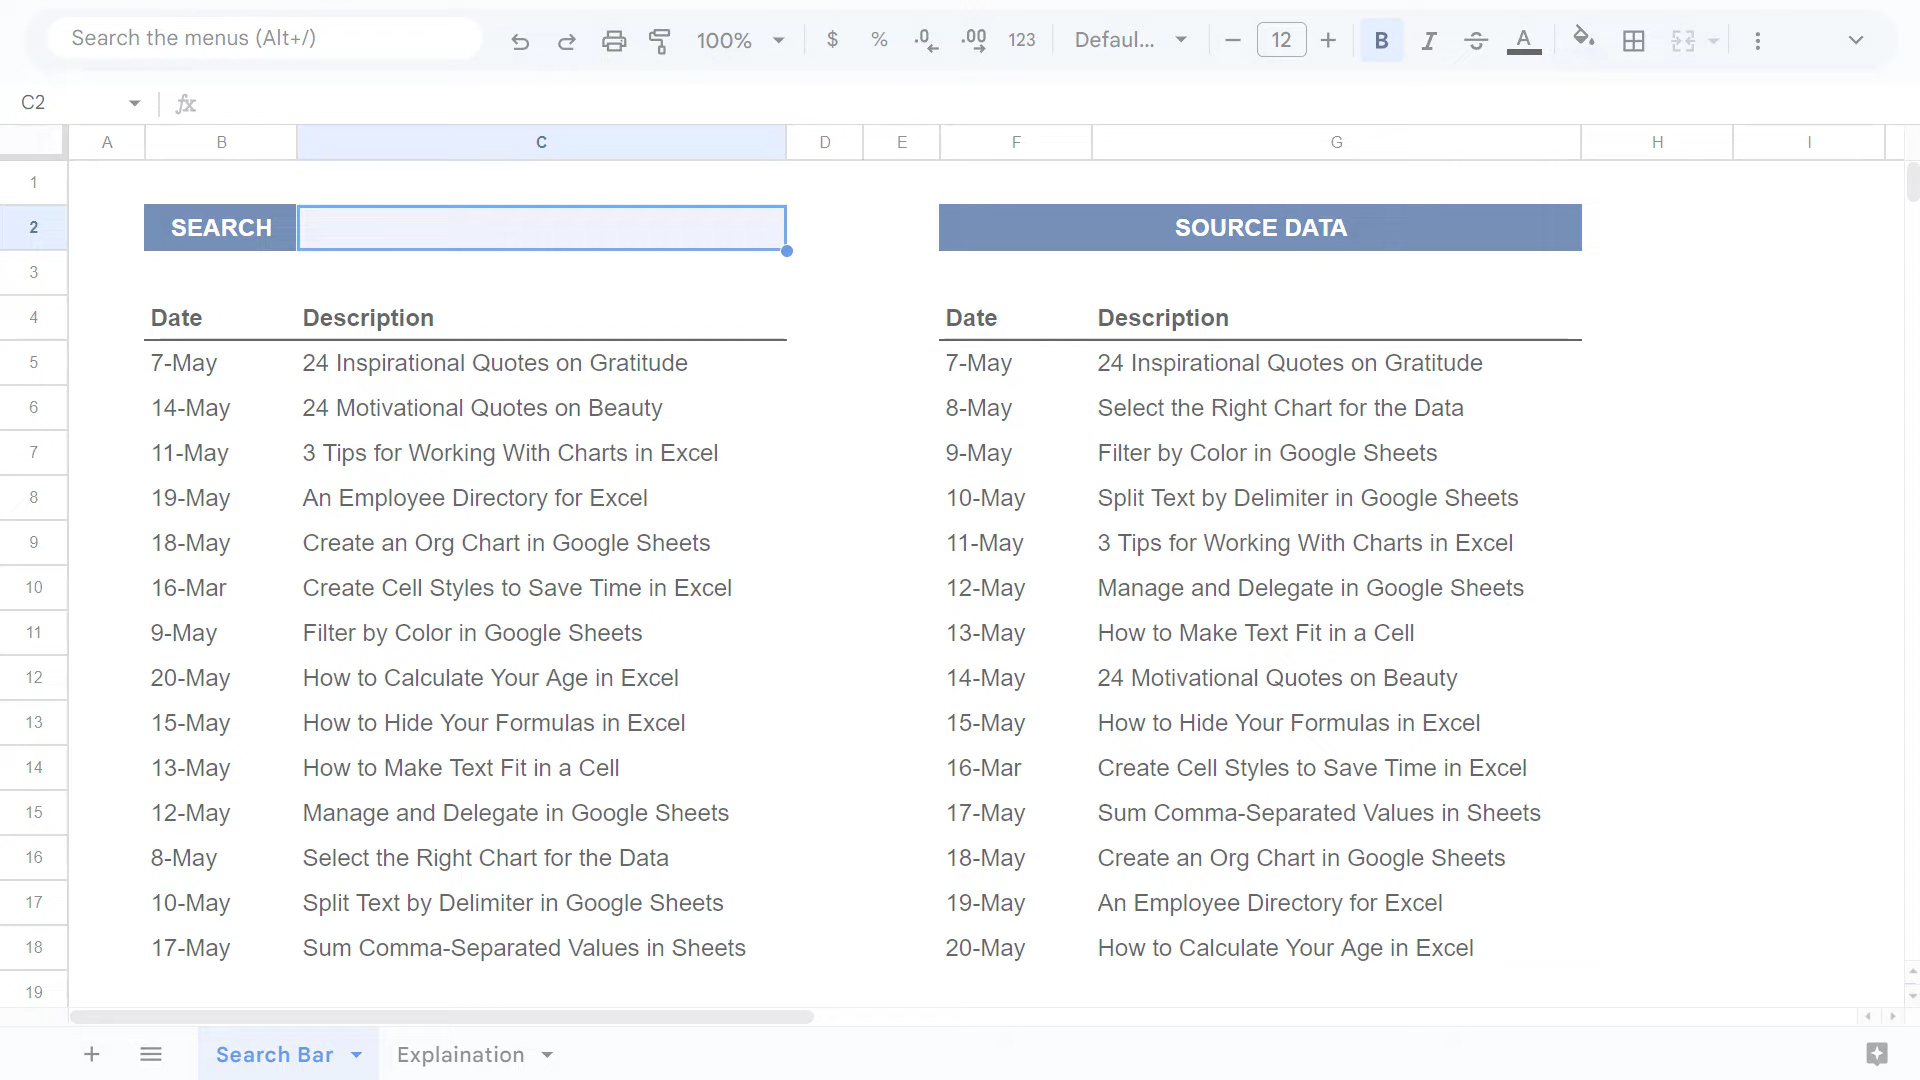 Search the menus (Alt+/) 100% $ % .0 .00 123 Defaul... 12 B I S A
C2 fx
A B C D E F G H I
1
2 SEARCH SOURCE DATA
3
4 Date Description Date Description
5 7-May 24 Inspirational Quotes on Gratitude 7-May 24 Inspirational Quotes on Gratitude
6 14-May 24 Motivational Quotes on Beauty 8-May Select the Right Chart for the Data
7 11-May 3 Tips for Working With Charts in Excel 9-May Filter by Color in Google Sheets
8 19-May An Employee Directory for Excel 10-May Split Text by Delimiter in Google Sheets
9 18-May Create an Org Chart in Google Sheets 11-May 3 Tips for Working With Charts in Excel
10 16-Mar Create Cell Styles to Save Time in Excel 12-May Manage and Delegate in Google Sheets
11 9-May Filter by Color in Google Sheets 13-May How to Make Text Fit in a Cell
12 20-May How to Calculate Your Age in Excel 14-May 24 Motivational Quotes on Beauty
13 15-May How to Hide Your Formulas in Excel 15-May How to Hide Your Formulas in Excel
14 13-May How to Make Text Fit in a Cell 16-Mar Create Cell Styles to Save Time in Excel
15 12-May Manage and Delegate in Google Sheets 17-May Sum Comma-Separated Values in Sheets
16 8-May Select the Right Chart for the Data 18-May Create an Org Chart in Google Sheets
17 10-May Split Text by Delimiter in Google Sheets 19-May An Employee Directory for Excel
18 17-May Sum Comma-Separated Values in Sheets 20-May How to Calculate Your Age in Excel
19
Search Bar Explaination